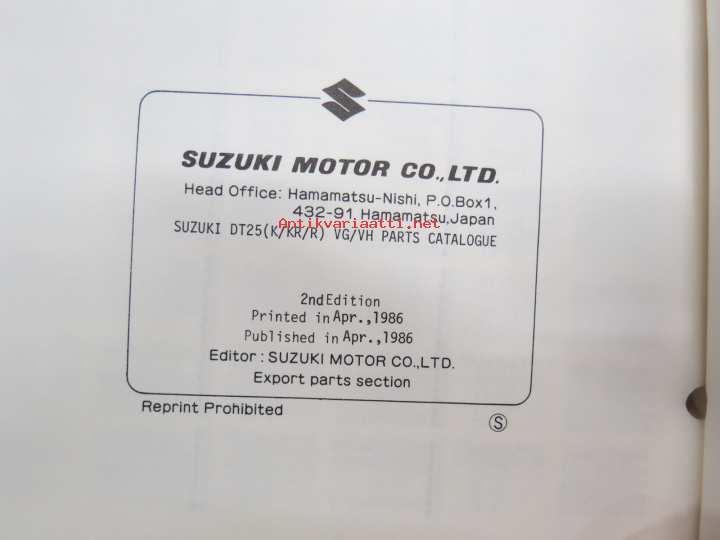 SUZUKI MOTOR CO.,LTD.
Head Office: Hamamatsu-Nishi, P.O.Box1,
432-91, Hamamatsu,Japan
Antikvariaatti.net
SUZUKI DT25(K/KR/R) VG/VH PARTS CATALOGUE
2nd Edition
Printed in Apr.,1986
Published in Apr.,1986
Editor : SUZUKI MOTOR CO.,LTD.
Export parts section
Reprint Prohibited
Ⓢ